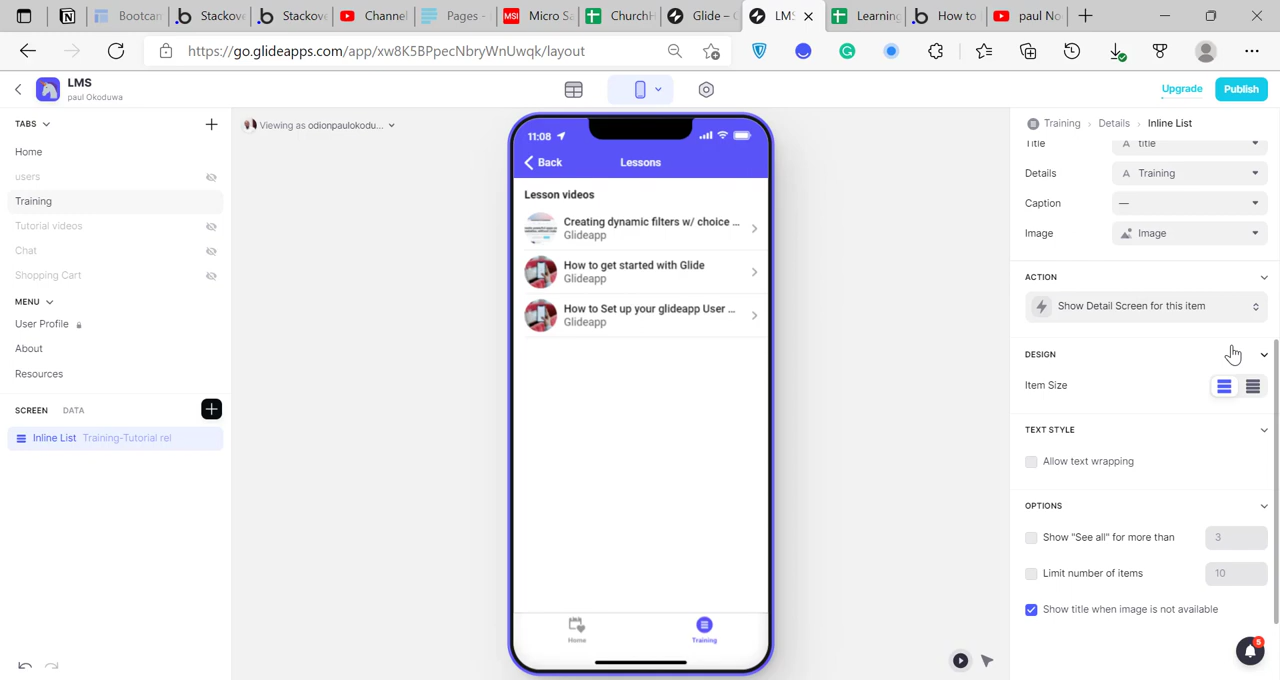 Bootcar
Stackove
Stackove
Channel
Pages -
MSI
Micro Sa
ChurchH
Glide – C
LMS
Learning
How to
paul No
https://go.glideapps.com/app/xw8K5BPpecNbryWnUwqk/layout
LMS
paul Okoduwa
Upgrade
Publish
TABS
Home
users
Training
Tutorial videos
Chat
Shopping Cart
MENU
User Profile
About
Resources
SCREEN DATA
Inline List Training-Tutorial rel
Viewing as odionpaulokodu...
11:08
Back Lessons
Lesson videos
Creating dynamic filters w/ choice ...
Glideapp
How to get started with Glide
Glideapp
How to Set up your glideapp User ...
Glideapp
Home
Training
Training › Details › Inline List
Title A title
Details A Training
Caption —
Image Image
ACTION
Show Detail Screen for this item
DESIGN
Item Size
TEXT STYLE
Allow text wrapping
OPTIONS
Show "See all" for more than 3
Limit number of items 10
Show title when image is not available
5